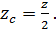 z_c = z/2.